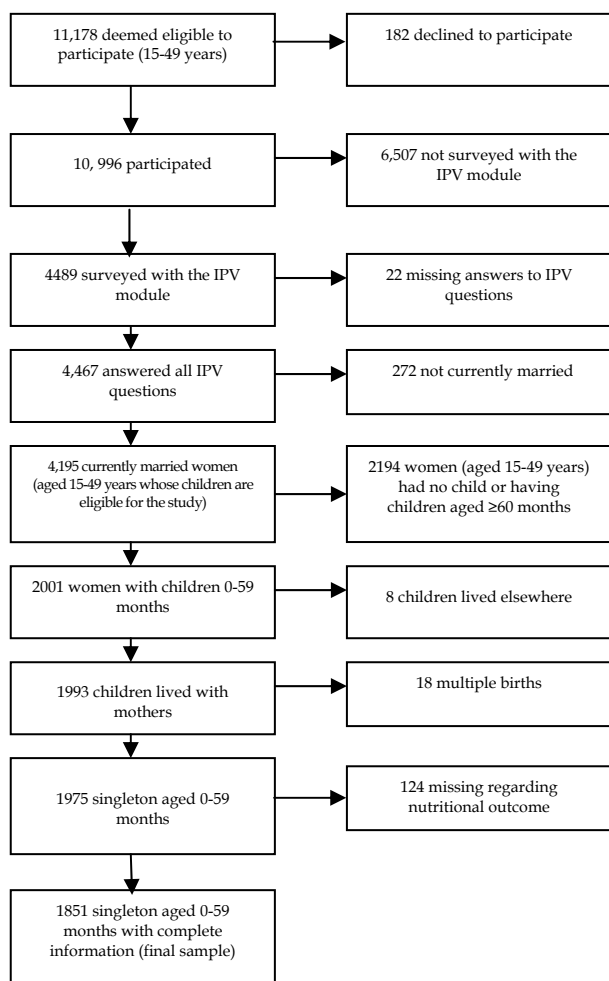 11,178 deemed eligible to
participate (15-49 years)
182 declined to participate
10, 996 participated
6,507 not surveyed with the
IPV module
4489 surveyed with the IPV
module
22 missing answers to IPV
questions
4,467 answered all IPV
questions
272 not currently married
4,195 currently married women
(aged 15-49 years whose children are
eligible for the study)
2194 women (aged 15-49 years)
had no child or having
children aged ≥60 months
2001 women with children 0-59
months
8 children lived elsewhere
1993 children lived with
mothers
18 multiple births
1975 singleton aged 0-59
months
124 missing regarding
nutritional outcome
1851 singleton aged 0-59
months with complete
information (final sample)